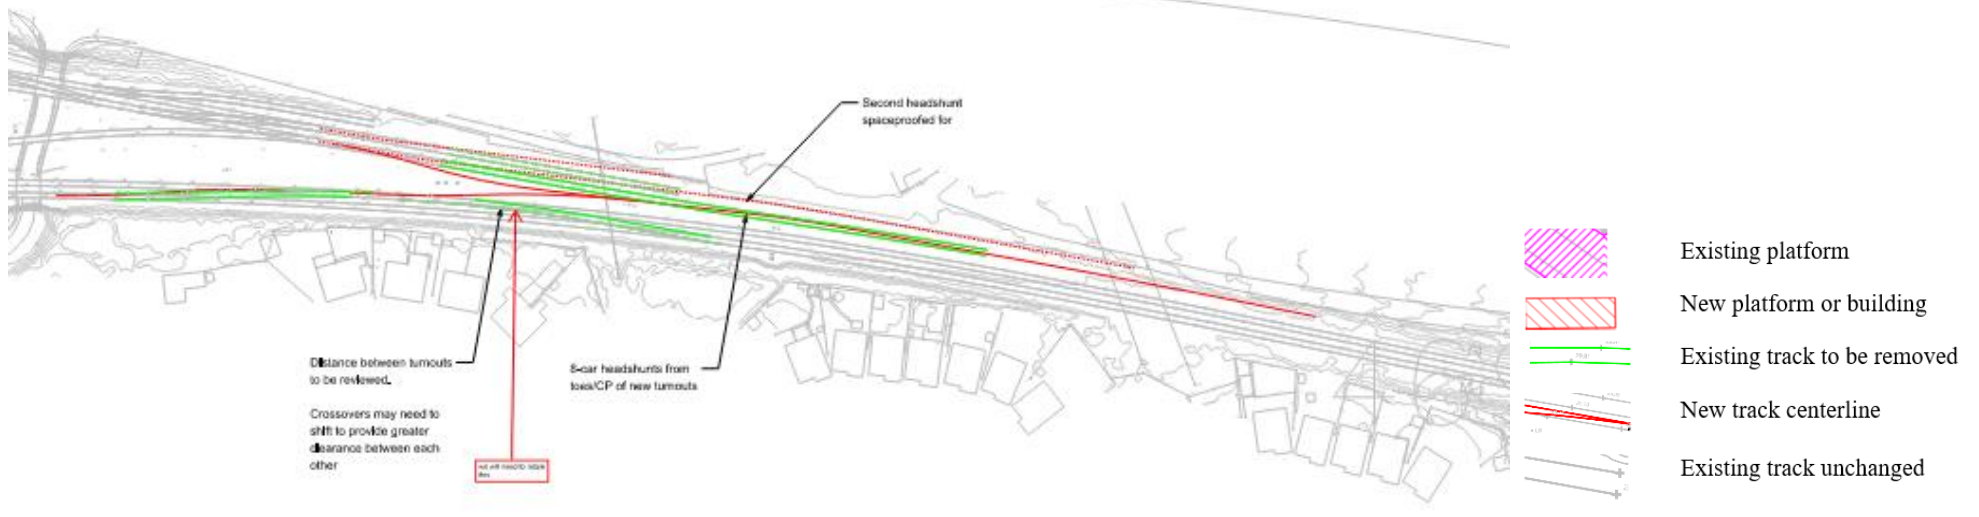 Second headshunt
spaceproofed for
Distance between turnouts
to be reviewed.
Crossovers may need to
shift to provide greater
clearance between each
other
8-car headshunts from
toes/CP of new turnouts
Existing platform
New platform or building
Existing track to be removed
New track centerline
Existing track unchanged